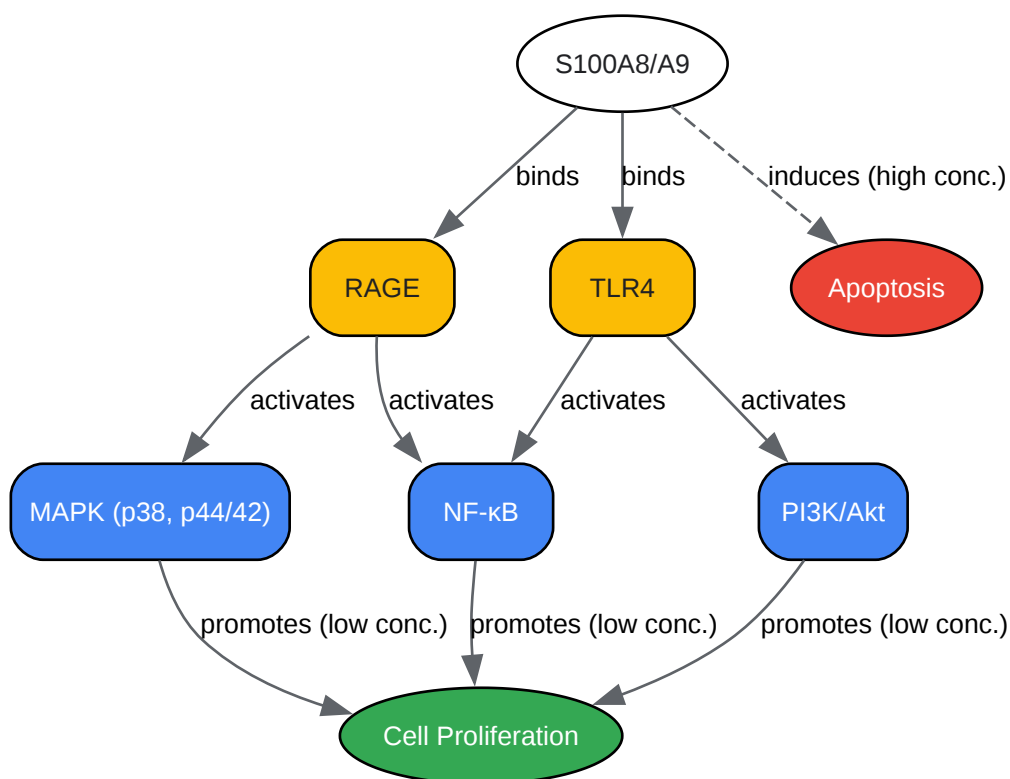 S100A8/A9
binds
binds
induces (high conc.)
RAGE
TLR4
Apoptosis
activates
activates
activates
activates
MAPK (p38, p44/42)
NF-κB
PI3K/Akt
promotes (low conc.)
promotes (low conc.)
promotes (low conc.)
Cell Proliferation